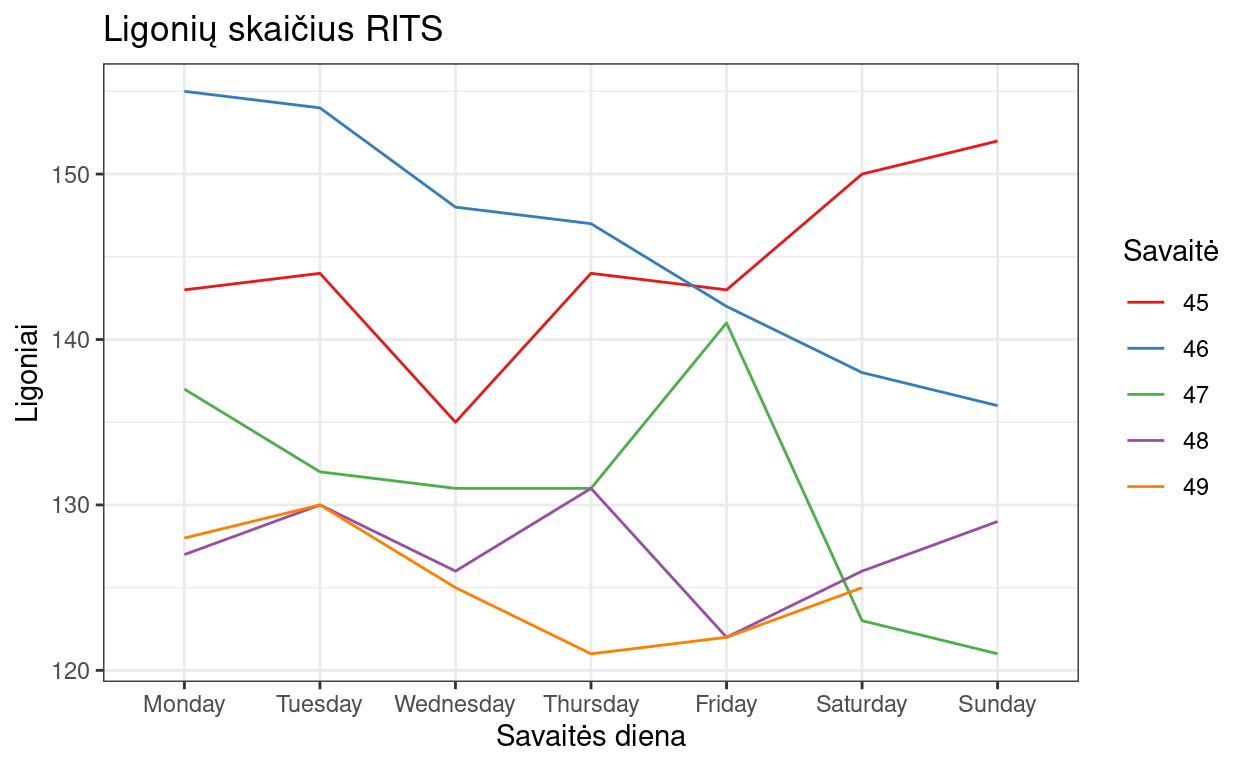 Ligonių skaičius RITS
Ligoniai
150
140
130
120
Monday Tuesday Wednesday Thursday Friday Saturday Sunday
Savaitės diena
Savaitė
45
46
47
48
49